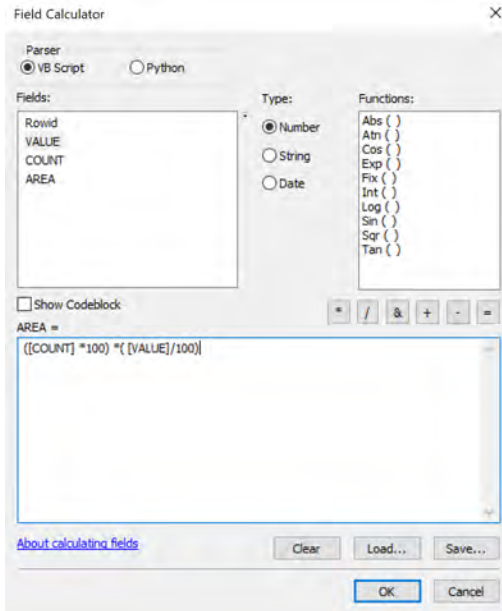 Field Calculator
Parser
VB Script
Python
Fields:
Type:
Functions:
Rowid
VALUE
COUNT
AREA
Number
String
Date
Abs ( )
Atn ( )
Cos ( )
Exp ( )
Fix ( )
Int ( )
Log ( )
Sin ( )
Sqr ( )
Tan ( )
Show Codeblock
* / & + - =
AREA =
([COUNT] *100) *( [VALUE]/100)
About calculating fields
Clear
Load...
Save...
OK
Cancel